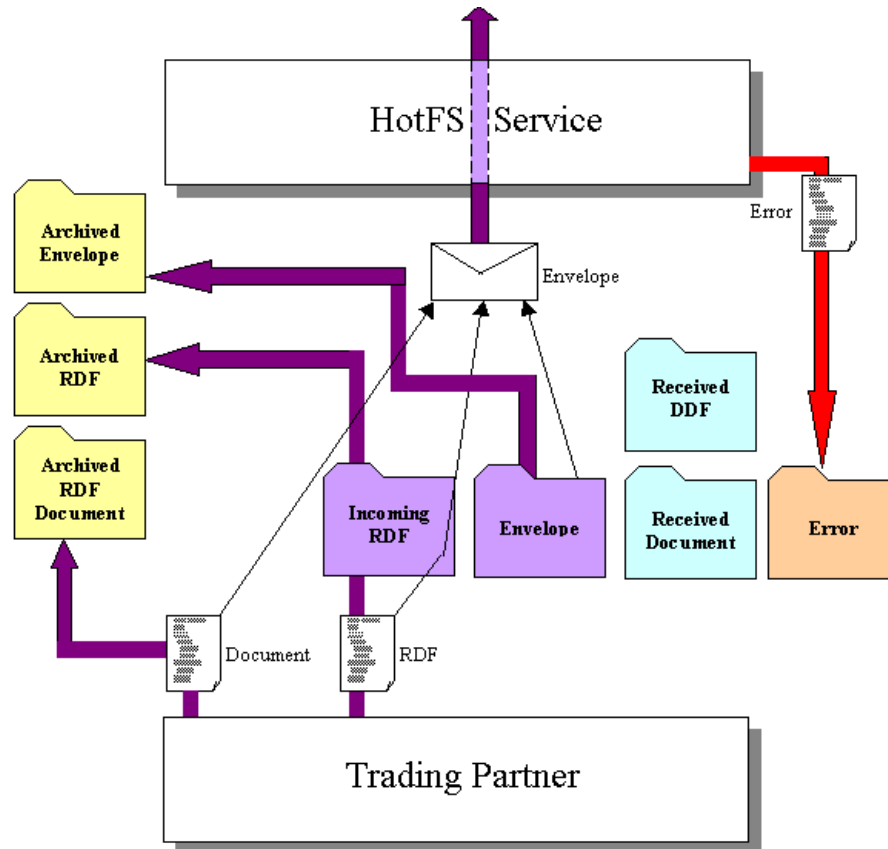 HotFS Service
Error
Archived
Envelope
Envelope
Archived
RDF
Received
DDF
Archived
RDF
Document
Incoming
RDF
Envelope
Received
Document
Error
Document
RDF
Trading Partner